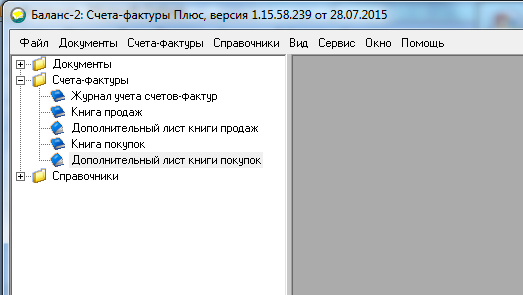 Баланс-2: Счета-фактуры Плюс, версия 1.15.58.239 от 28.07.2015
Файл Документы Счета-фактуры Справочники Вид Сервис Окно Помощь
Документы
Счета-фактуры
Журнал учета счетов-фактур
Книга продаж
Дополнительный лист книги продаж
Книга покупок
Дополнительный лист книги покупок
Справочники